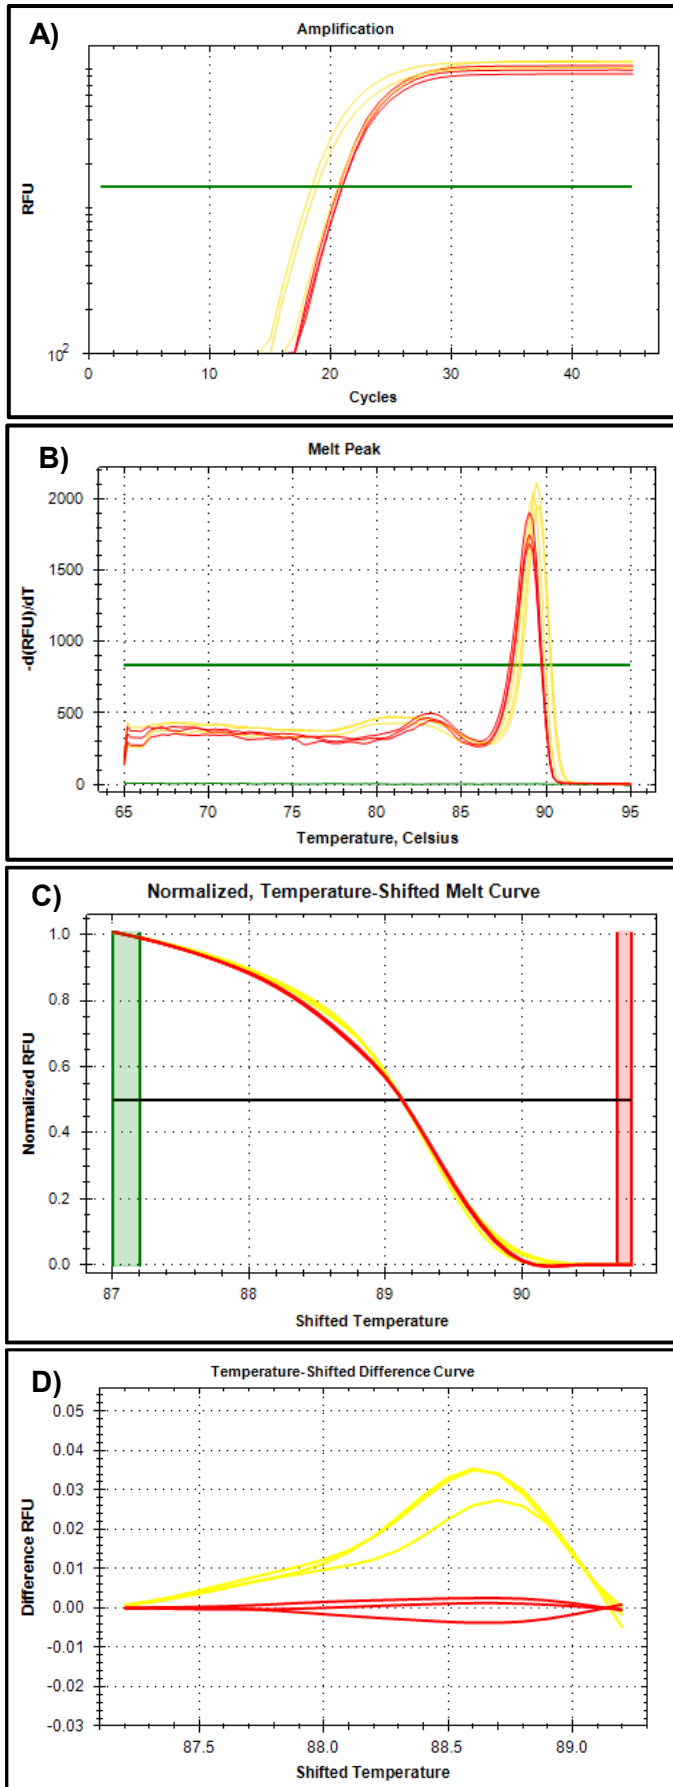 A)
Amplification
RFU
10²
0 10 20 30 40
Cycles
B)
Melt Peak
-d(RFU)/dT
2000
1500
1000
500
0
65 70 75 80 85 90 95
Temperature, Celsius
C)
Normalized, Temperature-Shifted Melt Curve
Normalized RFU
1.0
0.8
0.6
0.4
0.2
0.0
87 88 89 90
Shifted Temperature
D)
Temperature-Shifted Difference Curve
Difference RFU
0.05
0.04
0.03
0.02
0.01
0.00
-0.01
-0.02
-0.03
87.5 88.0 88.5 89.0
Shifted Temperature